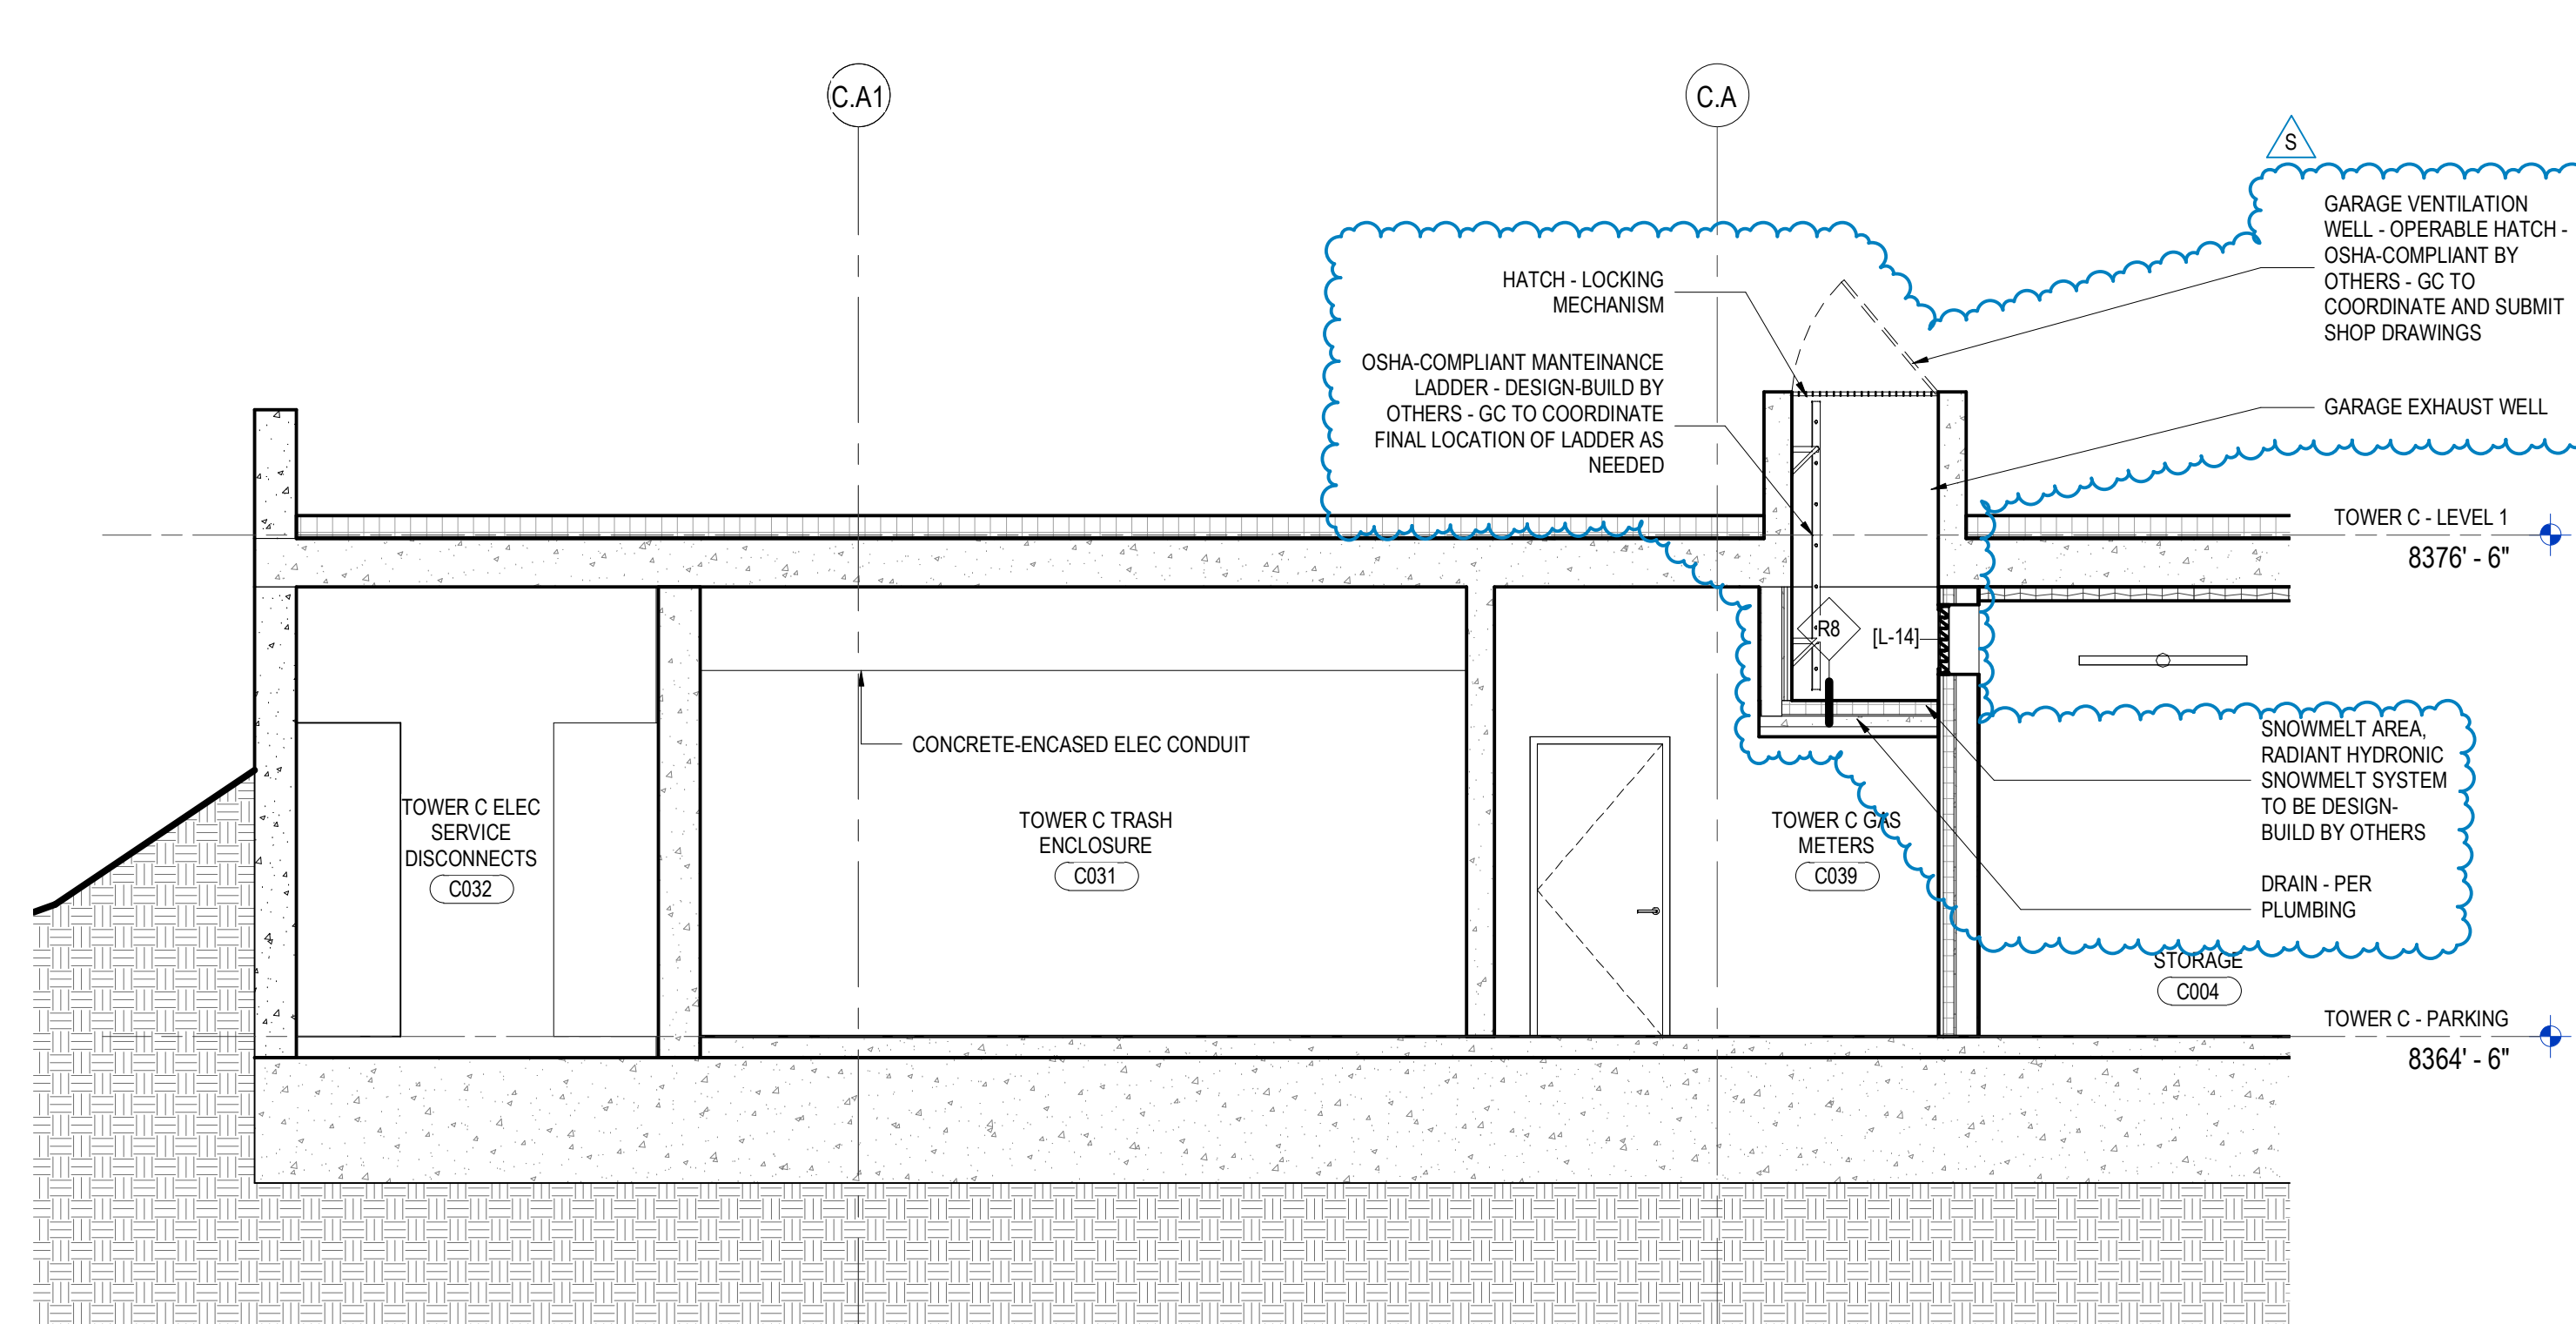 C.A1
C.A
S
GARAGE VENTILATION
WELL - OPERABLE HATCH -
OSHA-COMPLIANT BY
OTHERS - GC TO
COORDINATE AND SUBMIT
SHOP DRAWINGS
HATCH - LOCKING
MECHANISM
OSHA-COMPLIANT MANTEINANCE
LADDER - DESIGN-BUILD BY
OTHERS - GC TO COORDINATE
FINAL LOCATION OF LADDER AS
NEEDED
GARAGE EXHAUST WELL
TOWER C - LEVEL 1
8376' - 6"
R8
[L-14]
CONCRETE-ENCASED ELEC CONDUIT
SNOWMELT AREA,
RADIANT HYDRONIC
SNOWMELT SYSTEM
TO BE DESIGN-
BUILD BY OTHERS
TOWER C ELEC
SERVICE
DISCONNECTS
C032
TOWER C TRASH
ENCLOSURE
C031
TOWER C GAS
METERS
C039
DRAIN - PER
PLUMBING
STORAGE
C004
TOWER C - PARKING
8364' - 6"